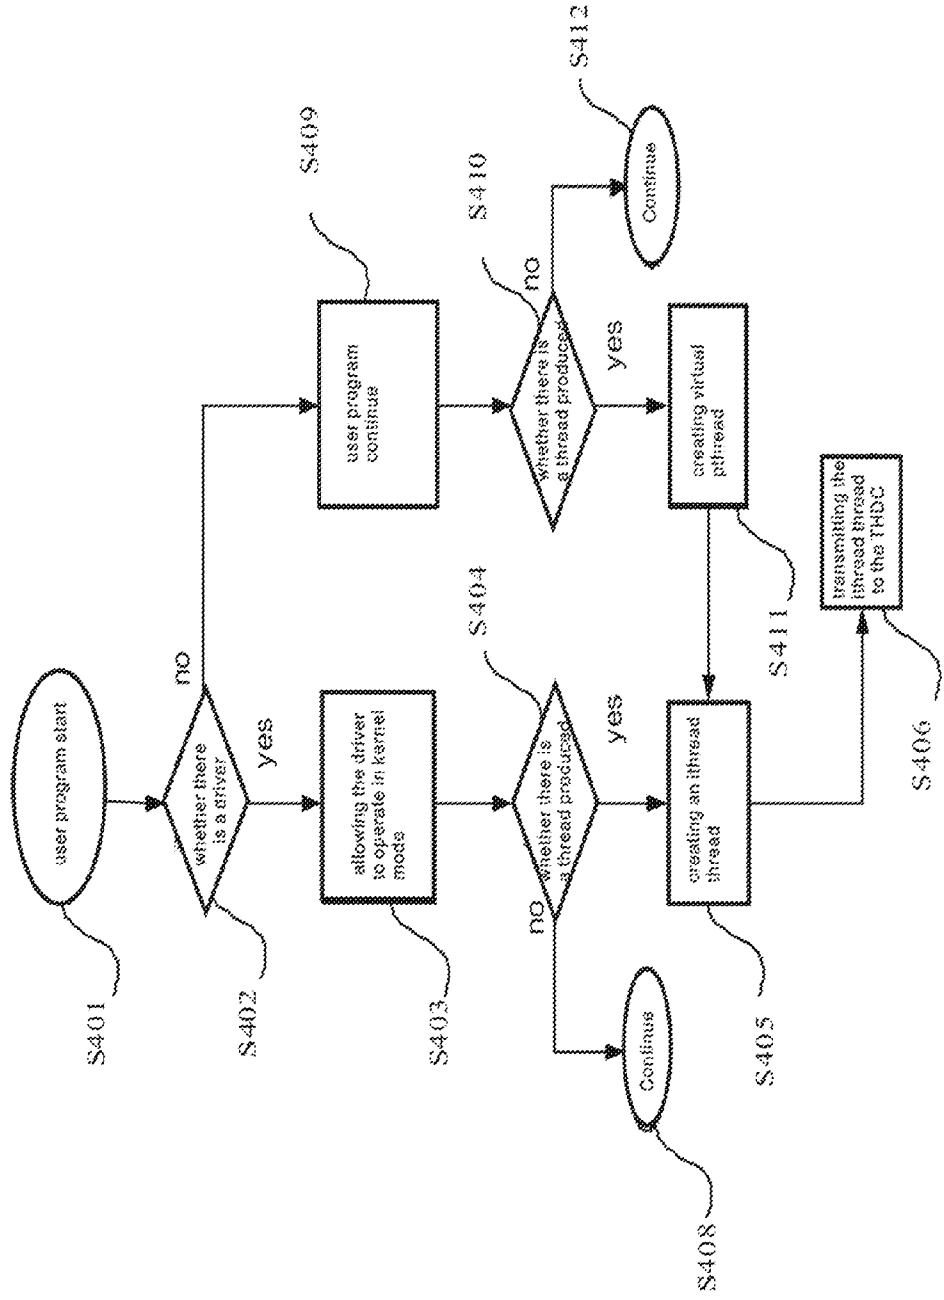 S401
user program start
S402
whether there
is a driver
no
yes
S403
allowing the driver
to operate in kernel
mode
S409
user program
continue
S404
whether there is
a thread produced
no
yes
S410
whether there is
a thread produced
no
yes
S408
Continue
S412
Continue
S405
creating an ithread
thread
S411
creating virtual
pthread
S406
transmitting the
ithread thread
to the THDC